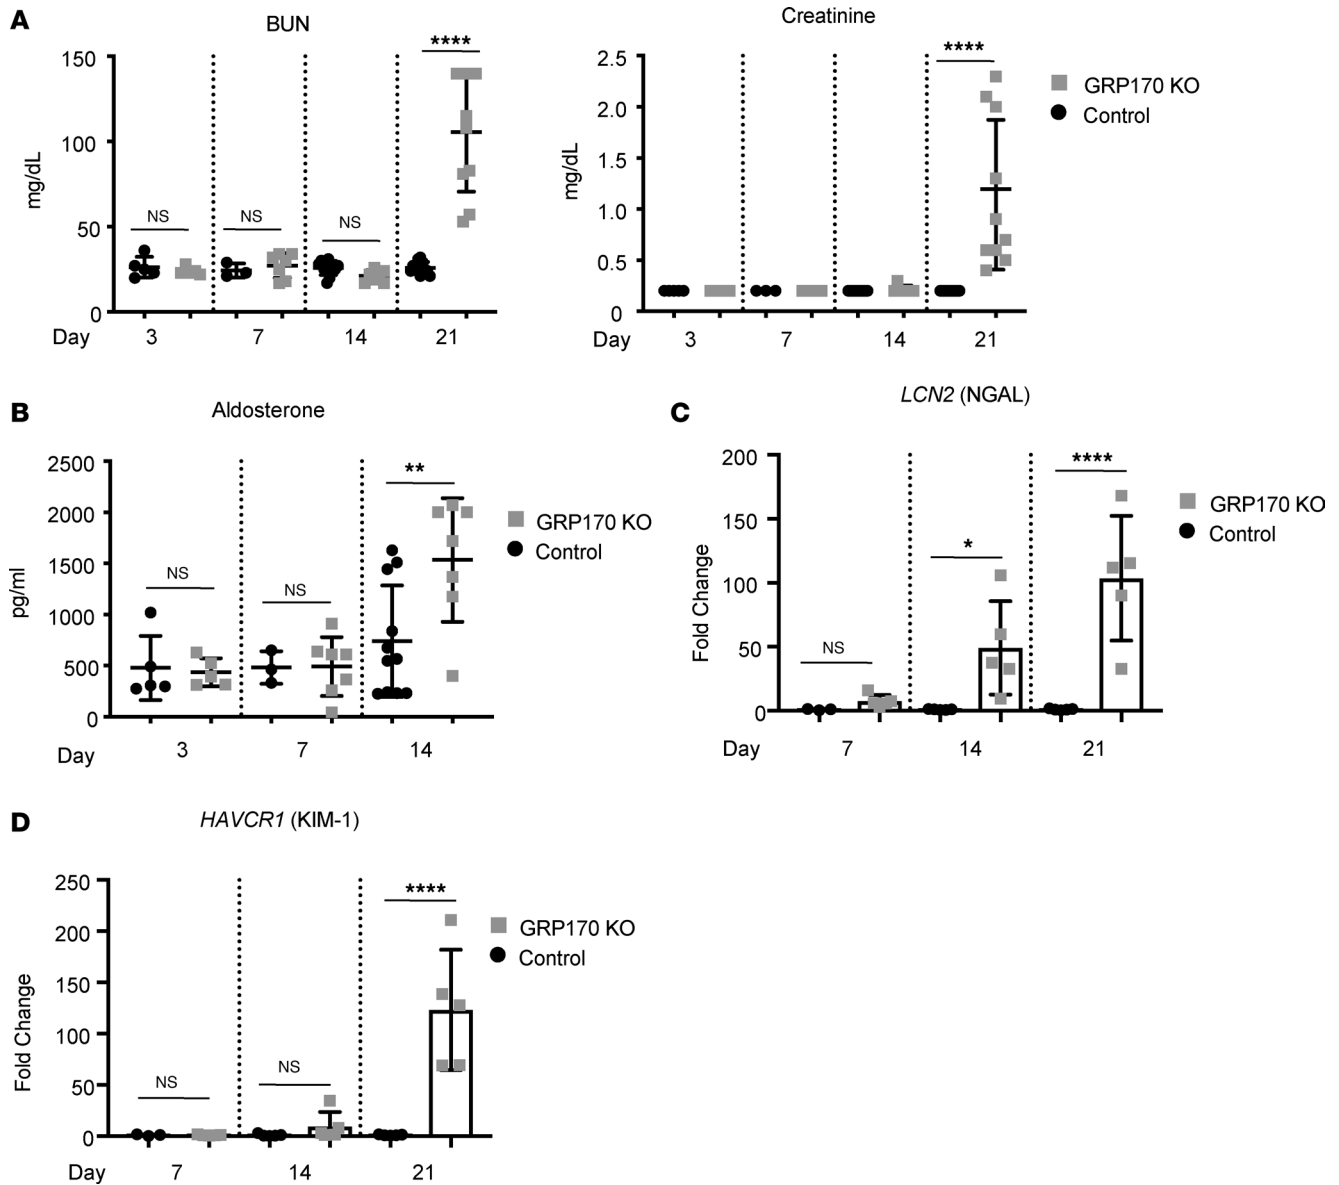 A
BUN
mg/dL
150
100
50
0
NS
NS
NS
****
Day
3
7
14
21
Creatinine
mg/dL
2.5
2.0
1.5
1.0
0.5
0
****
Day
3
7
14
21
GRP170 KO
Control
B
Aldosterone
pg/ml
2500
2000
1500
1000
500
0
NS
NS
**
Day
3
7
14
GRP170 KO
Control
C
LCN2 (NGAL)
Fold Change
200
150
100
50
0
NS
*
****
Day
7
14
21
GRP170 KO
Control
D
HAVCR1 (KIM-1)
Fold Change
250
200
150
100
50
0
NS
NS
****
Day
7
14
21
GRP170 KO
Control